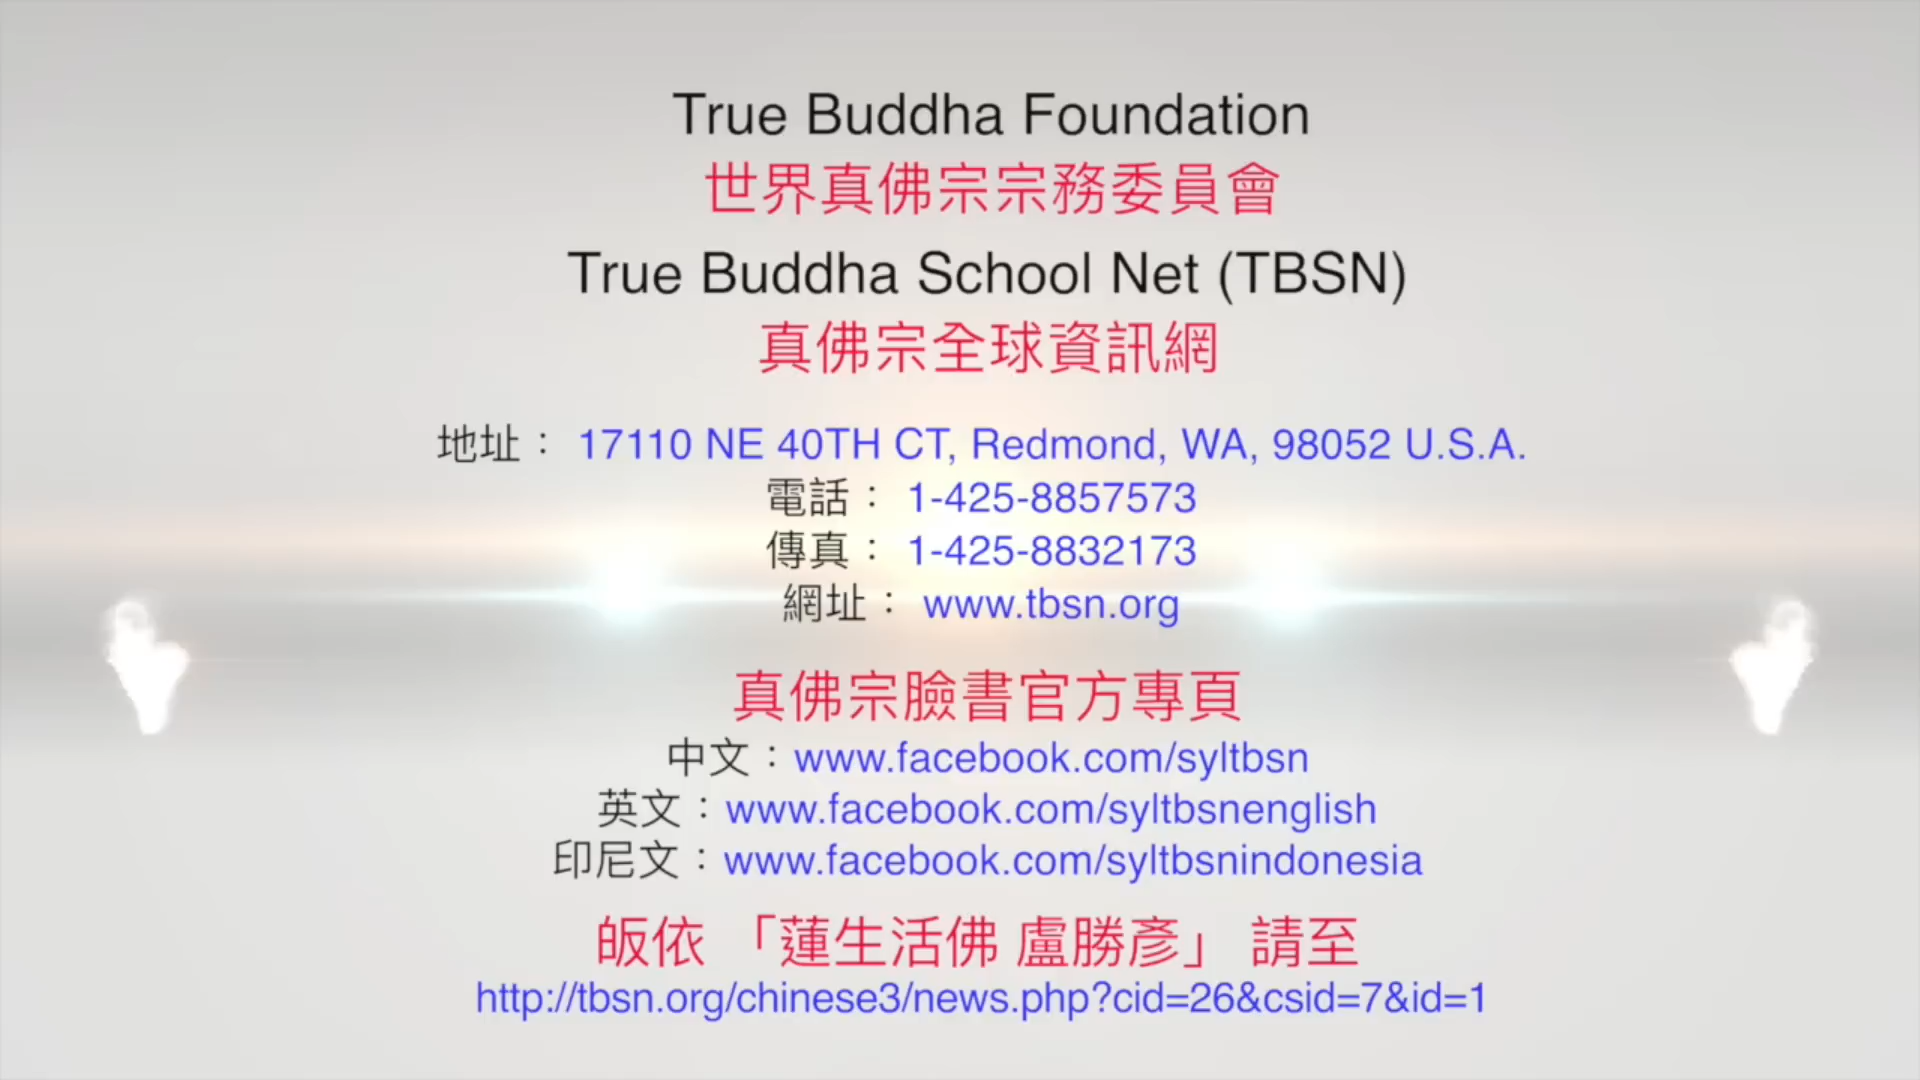 True Buddha Foundation
世界真佛宗宗務委員會
True Buddha School Net (TBSN)
真佛宗全球資訊網
地址： 17110 NE 40TH CT, Redmond, WA, 98052 U.S.A.
電話： 1-425-8857573
傳真： 1-425-8832173
網址： www.tbsn.org
真佛宗臉書官方專頁
中文：www.facebook.com/syltbsn
英文：www.facebook.com/syltbsnenglish
印尼文：www.facebook.com/syltbsnindonesia
皈依 「蓮生活佛 盧勝彥」 請至
http://tbsn.org/chinese3/news.php?cid=26&csid=7&id=1